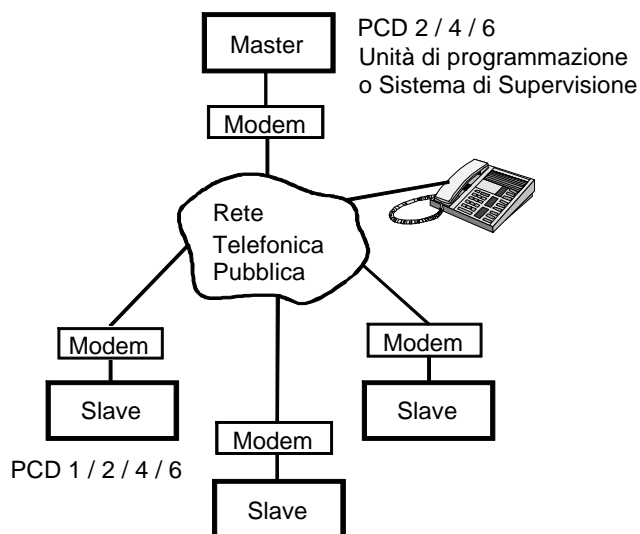 Master
PCD 2 / 4 / 6
Unità di programmazione
o Sistema di Supervisione
Modem
Rete
Telefonica
Pubblica
Modem
Slave
PCD 1 / 2 / 4 / 6
Modem
Slave
Modem
Slave